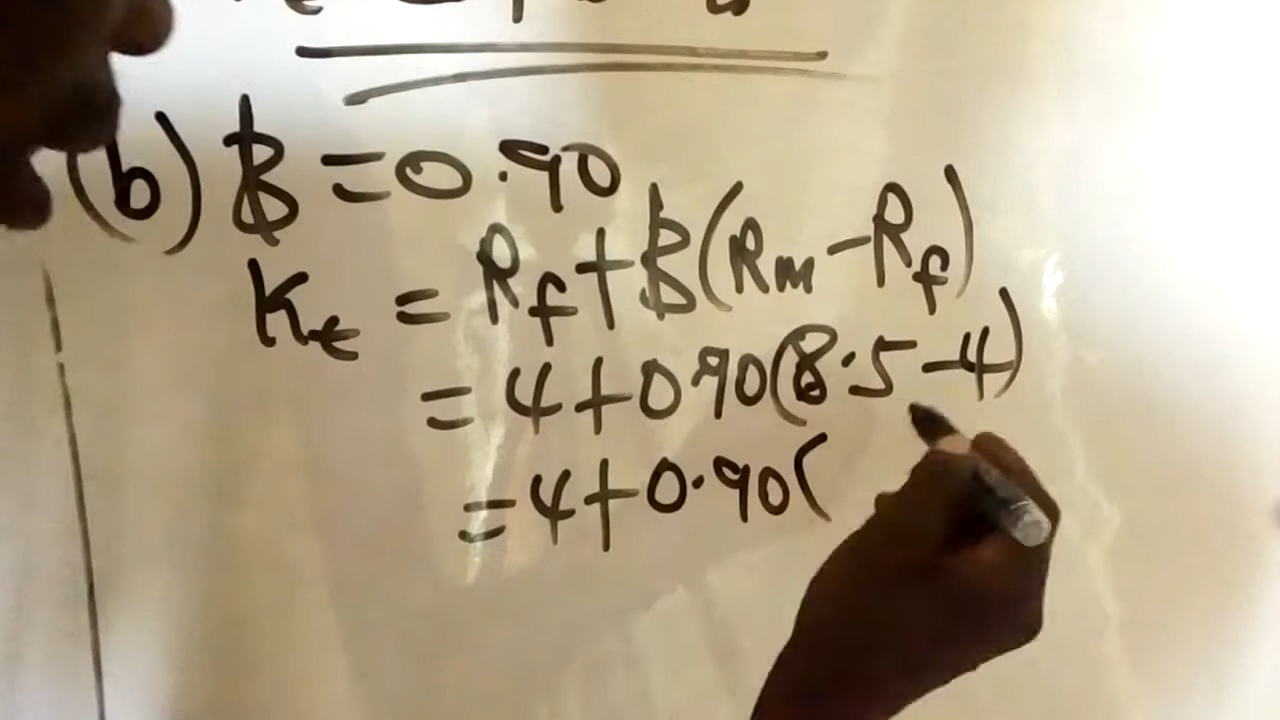 (b) β = 0.90
Ke = Rf + β(Rm - Rf)
= 4 + 0.90(8.5 - 4)
= 4 + 0.90(